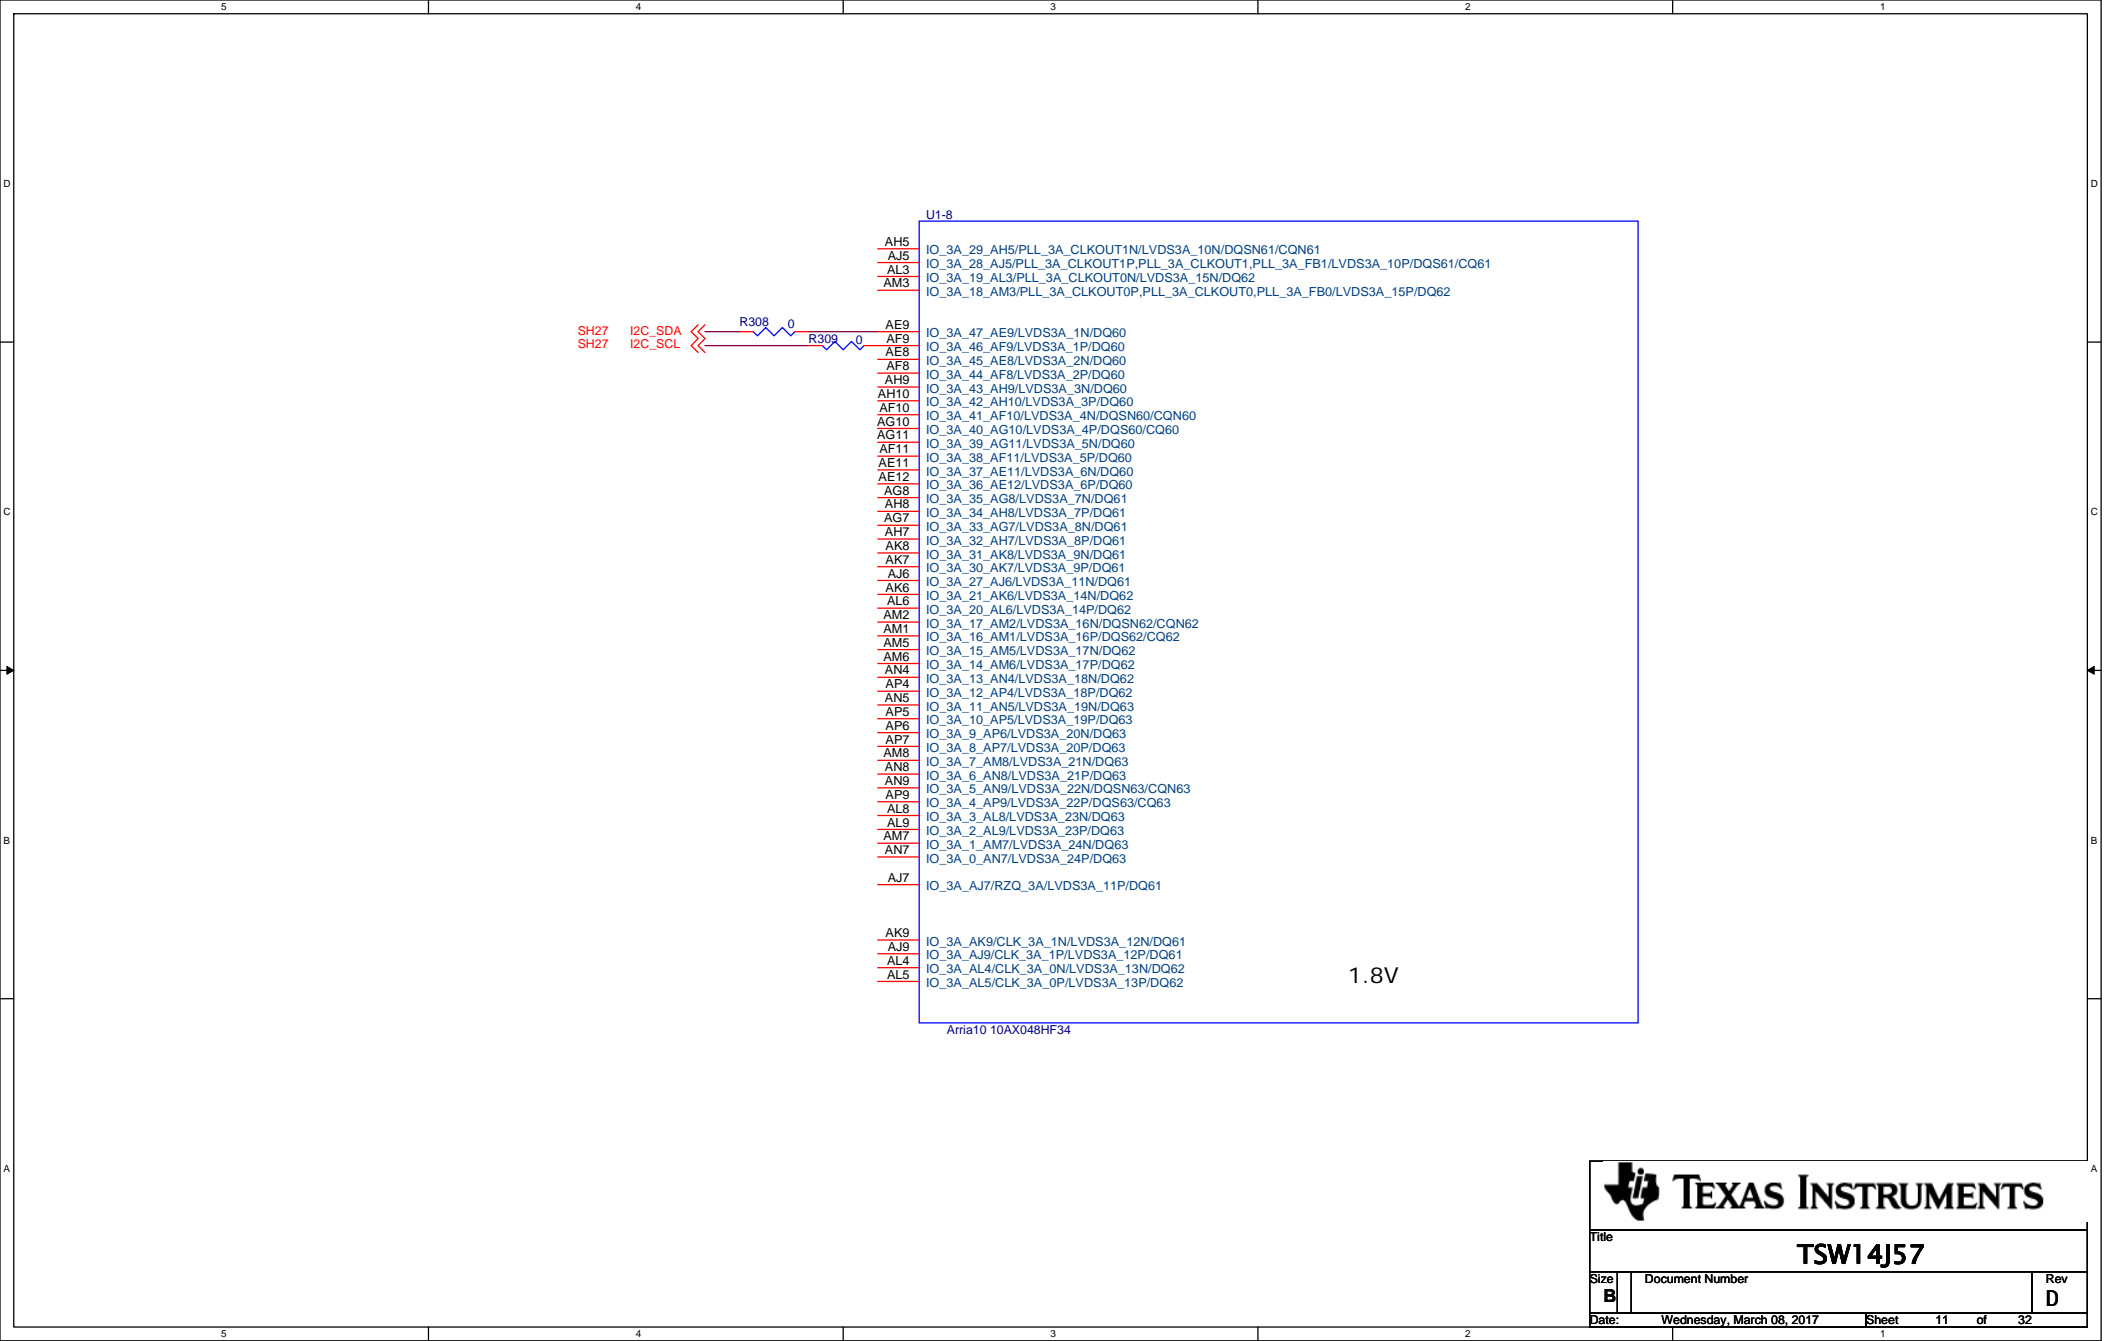 5 4 3 2 1
D D
C C
B B
A A
U1-8
AH5 IO_3A_29_AH5/PLL_3A_CLKOUT1N/LVDS3A_10N/DQSN61/CQN61
AJ5 IO_3A_28_AJ5/PLL_3A_CLKOUT1P,PLL_3A_CLKOUT1,PLL_3A_FB1/LVDS3A_10P/DQS61/CQ61
AL3 IO_3A_19_AL3/PLL_3A_CLKOUT0N/LVDS3A_15N/DQ62
AM3 IO_3A_18_AM3/PLL_3A_CLKOUT0P,PLL_3A_CLKOUT0,PLL_3A_FB0/LVDS3A_15P/DQ62
SH27 I2C_SDA R308 0 AE9 IO_3A_47_AE9/LVDS3A_1N/DQ60
SH27 I2C_SCL R309 0 AF9 IO_3A_46_AF9/LVDS3A_1P/DQ60
AE8 IO_3A_45_AE8/LVDS3A_2N/DQ60
AF8 IO_3A_44_AF8/LVDS3A_2P/DQ60
AH9 IO_3A_43_AH9/LVDS3A_3N/DQ60
AH10 IO_3A_42_AH10/LVDS3A_3P/DQ60
AF10 IO_3A_41_AF10/LVDS3A_4N/DQSN60/CQN60
AG10 IO_3A_40_AG10/LVDS3A_4P/DQS60/CQ60
AG11 IO_3A_39_AG11/LVDS3A_5N/DQ60
AF11 IO_3A_38_AF11/LVDS3A_5P/DQ60
AE11 IO_3A_37_AE11/LVDS3A_6N/DQ60
AE12 IO_3A_36_AE12/LVDS3A_6P/DQ60
AG8 IO_3A_35_AG8/LVDS3A_7N/DQ61
AH8 IO_3A_34_AH8/LVDS3A_7P/DQ61
AG7 IO_3A_33_AG7/LVDS3A_8N/DQ61
AH7 IO_3A_32_AH7/LVDS3A_8P/DQ61
AK8 IO_3A_31_AK8/LVDS3A_9N/DQ61
AK7 IO_3A_30_AK7/LVDS3A_9P/DQ61
AJ6 IO_3A_27_AJ6/LVDS3A_11N/DQ61
AK6 IO_3A_21_AK6/LVDS3A_14N/DQ62
AL6 IO_3A_20_AL6/LVDS3A_14P/DQ62
AM2 IO_3A_17_AM2/LVDS3A_16N/DQSN62/CQN62
AM1 IO_3A_16_AM1/LVDS3A_16P/DQS62/CQ62
AM5 IO_3A_15_AM5/LVDS3A_17N/DQ62
AM6 IO_3A_14_AM6/LVDS3A_17P/DQ62
AN4 IO_3A_13_AN4/LVDS3A_18N/DQ62
AP4 IO_3A_12_AP4/LVDS3A_18P/DQ62
AN5 IO_3A_11_AN5/LVDS3A_19N/DQ63
AP5 IO_3A_10_AP5/LVDS3A_19P/DQ63
AP6 IO_3A_9_AP6/LVDS3A_20N/DQ63
AP7 IO_3A_8_AP7/LVDS3A_20P/DQ63
AM8 IO_3A_7_AM8/LVDS3A_21N/DQ63
AN8 IO_3A_6_AN8/LVDS3A_21P/DQ63
AN9 IO_3A_5_AN9/LVDS3A_22N/DQSN63/CQN63
AP9 IO_3A_4_AP9/LVDS3A_22P/DQS63/CQ63
AL8 IO_3A_3_AL8/LVDS3A_23N/DQ63
AL9 IO_3A_2_AL9/LVDS3A_23P/DQ63
AM7 IO_3A_1_AM7/LVDS3A_24N/DQ63
AN7 IO_3A_0_AN7/LVDS3A_24P/DQ63
AJ7 IO_3A_AJ7/RZQ_3A/LVDS3A_11P/DQ61
AK9 IO_3A_AK9/CLK_3A_1N/LVDS3A_12N/DQ61
AJ9 IO_3A_AJ9/CLK_3A_1P/LVDS3A_12P/DQ61
AL4 IO_3A_AL4/CLK_3A_0N/LVDS3A_13N/DQ62
AL5 IO_3A_AL5/CLK_3A_0P/LVDS3A_13P/DQ62
1.8V
Arria10 10AX048HF34
TEXAS INSTRUMENTS
Title
TSW14J57
Size Document Number Rev
B D
Date: Wednesday, March 08, 2017 Sheet 11 of 32
5 4 3 2 1